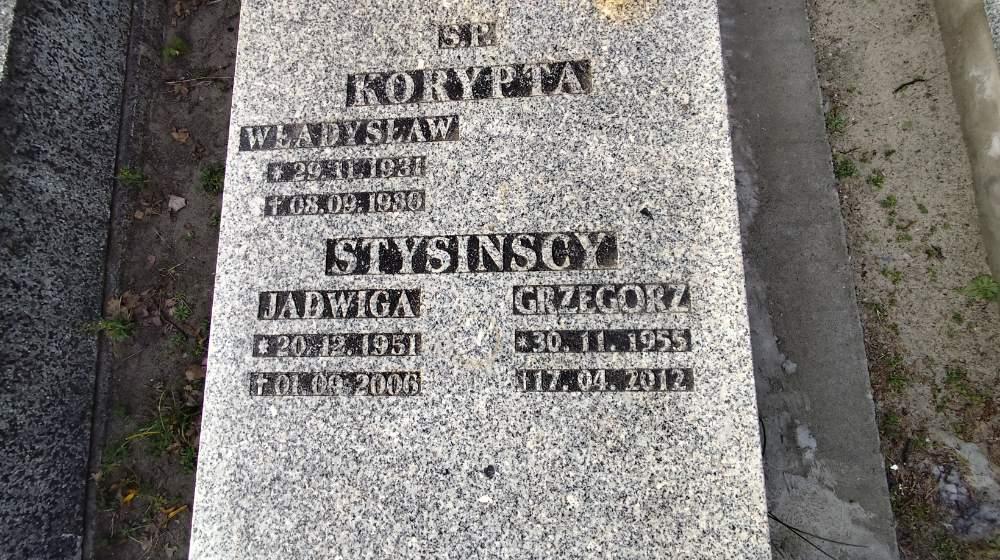 S.P.
KORYPTA
WŁADYSŁAW
* 29.11.1931
† 08.09.1980
STYSINSCY
JADWIGA GRZEGORZ
* 20.12.1951 * 30.11.1955
† 01.09.2006 † 17.04.2012